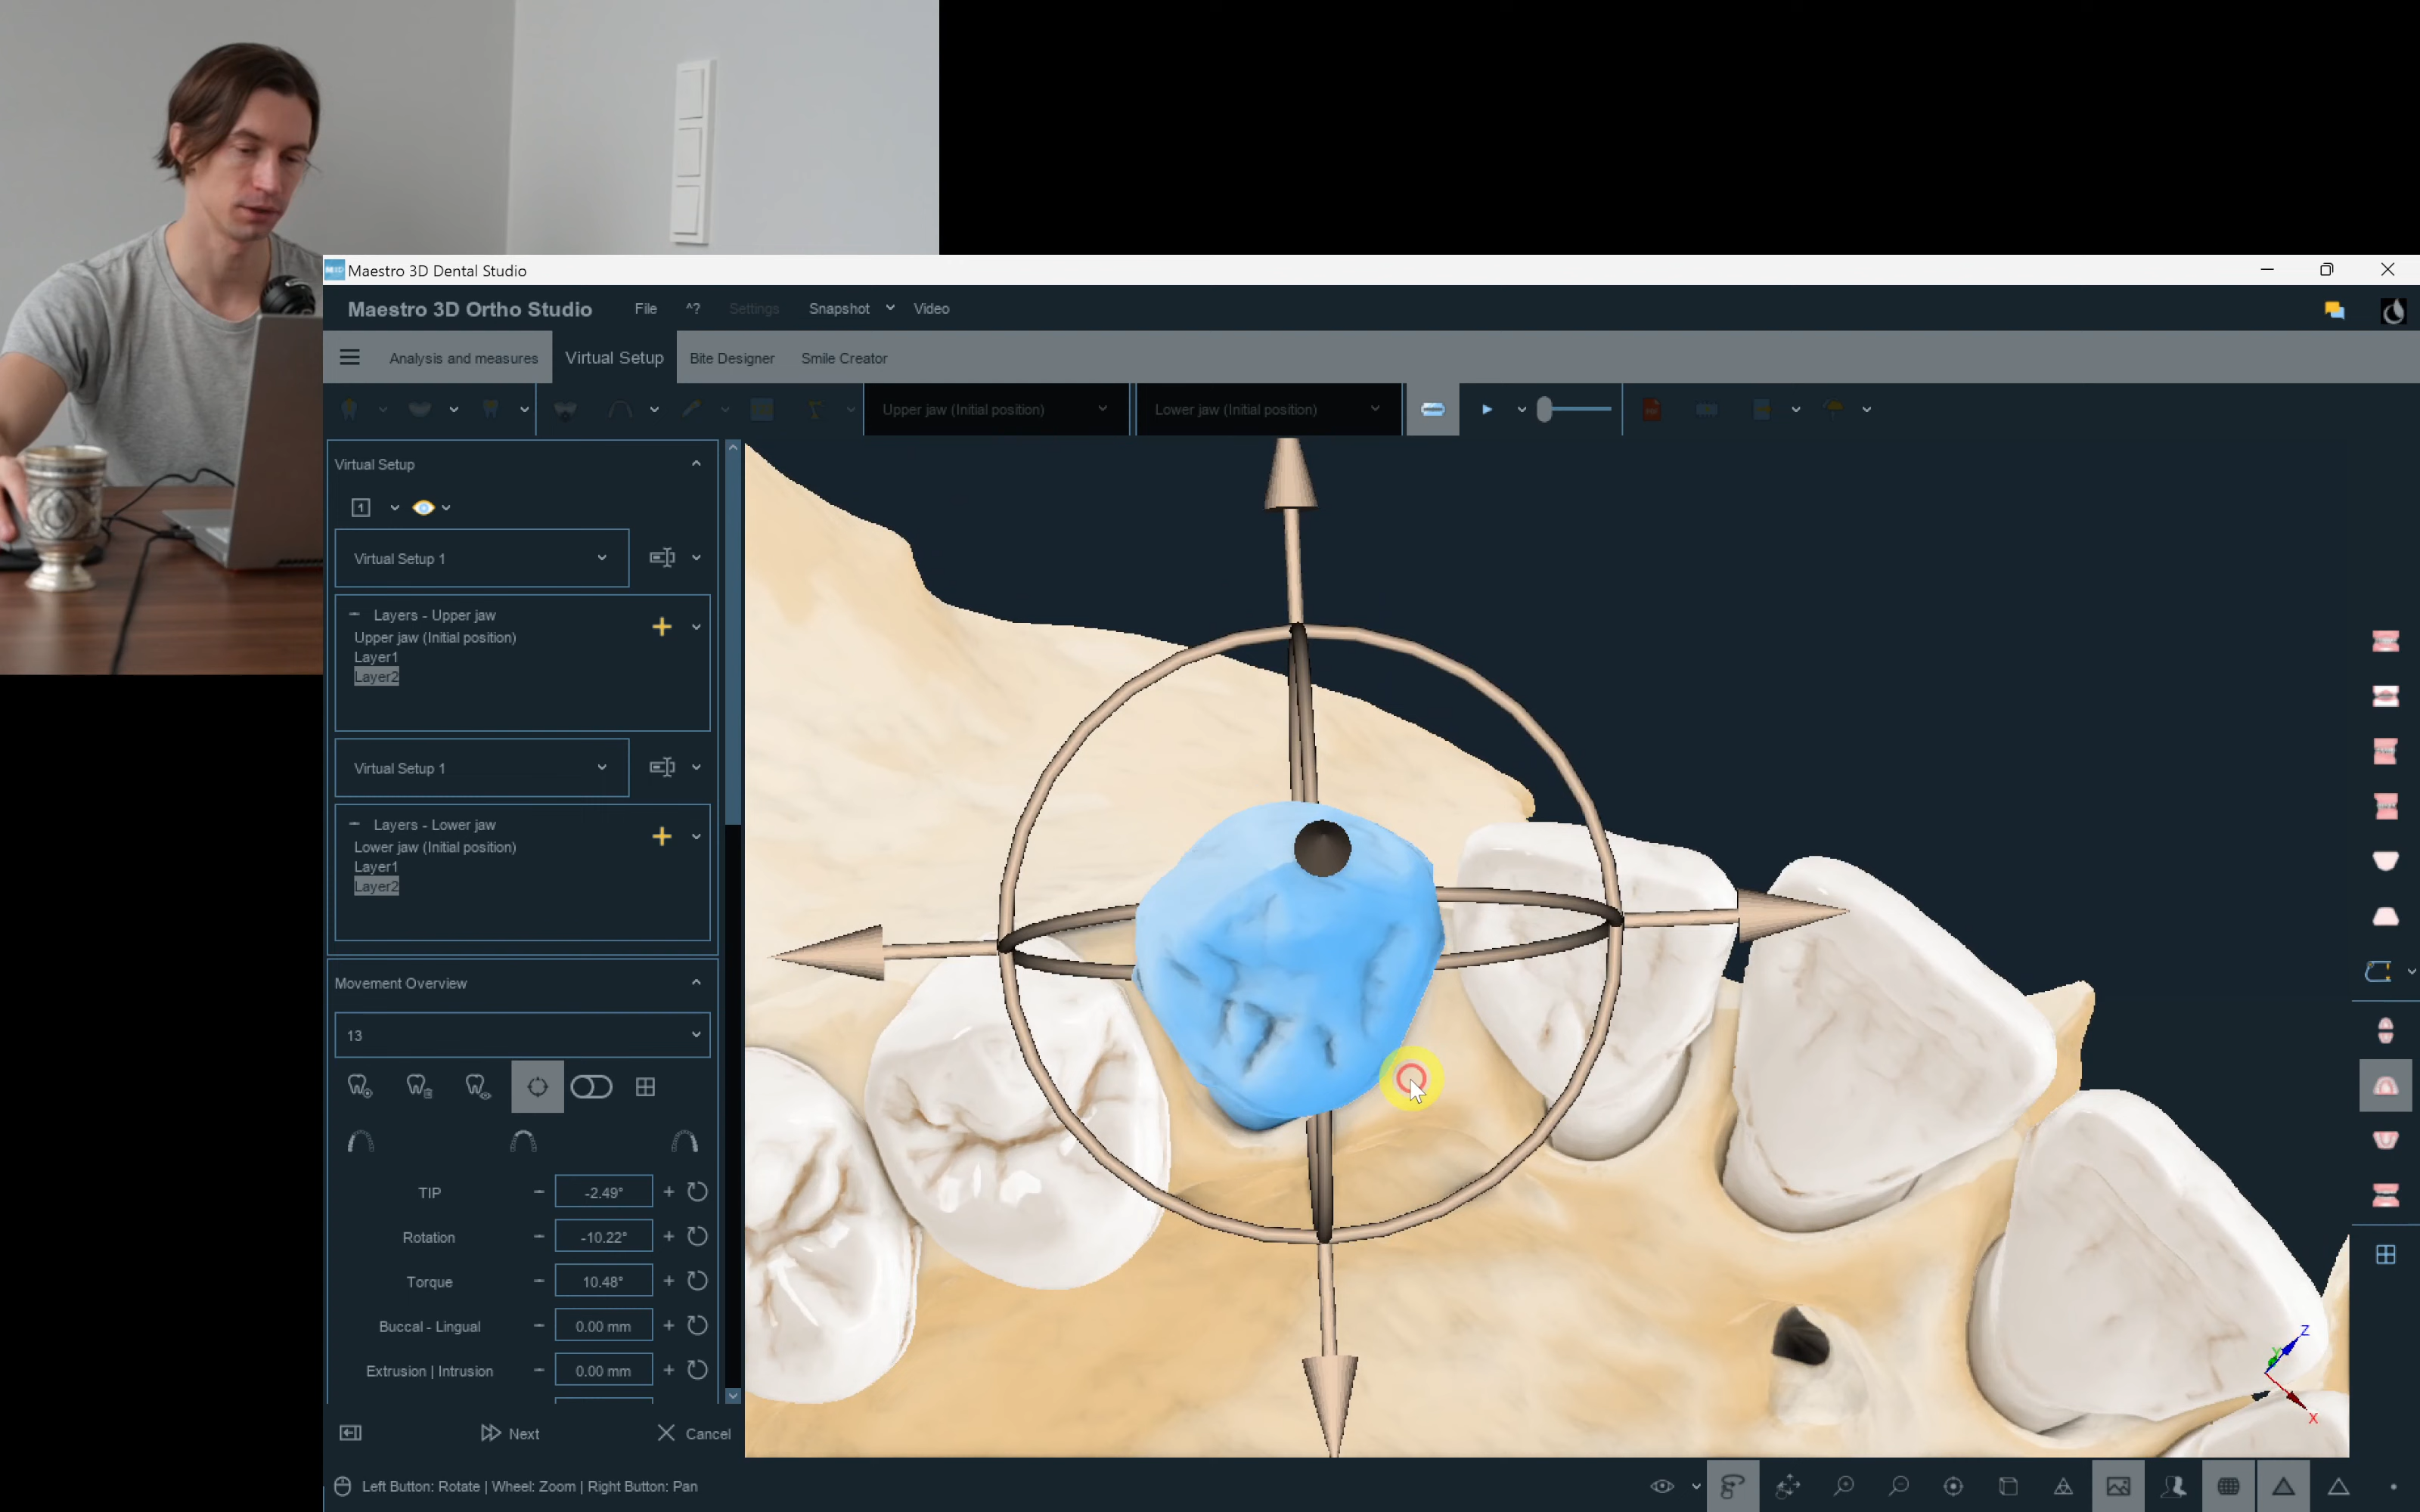 Maestro 3D Dental Studio
Maestro 3D Ortho Studio
File
^?
Settings
Snapshot
Video
Analysis and measures
Virtual Setup
Bite Designer
Smile Creator
Upper jaw (Initial position)
Lower jaw (Initial position)
Virtual Setup
1
Virtual Setup 1
Layers - Upper jaw
Upper jaw (Initial position)
Layer1
Layer2
Virtual Setup 1
Layers - Lower jaw
Lower jaw (Initial position)
Layer1
Layer2
Movement Overview
13
TIP
-2.49°
Rotation
-10.22°
Torque
10.48°
Buccal - Lingual
0.00 mm
Extrusion | Intrusion
0.00 mm
Next
Cancel
Left Button: Rotate | Wheel: Zoom | Right Button: Pan
Z
Y
X